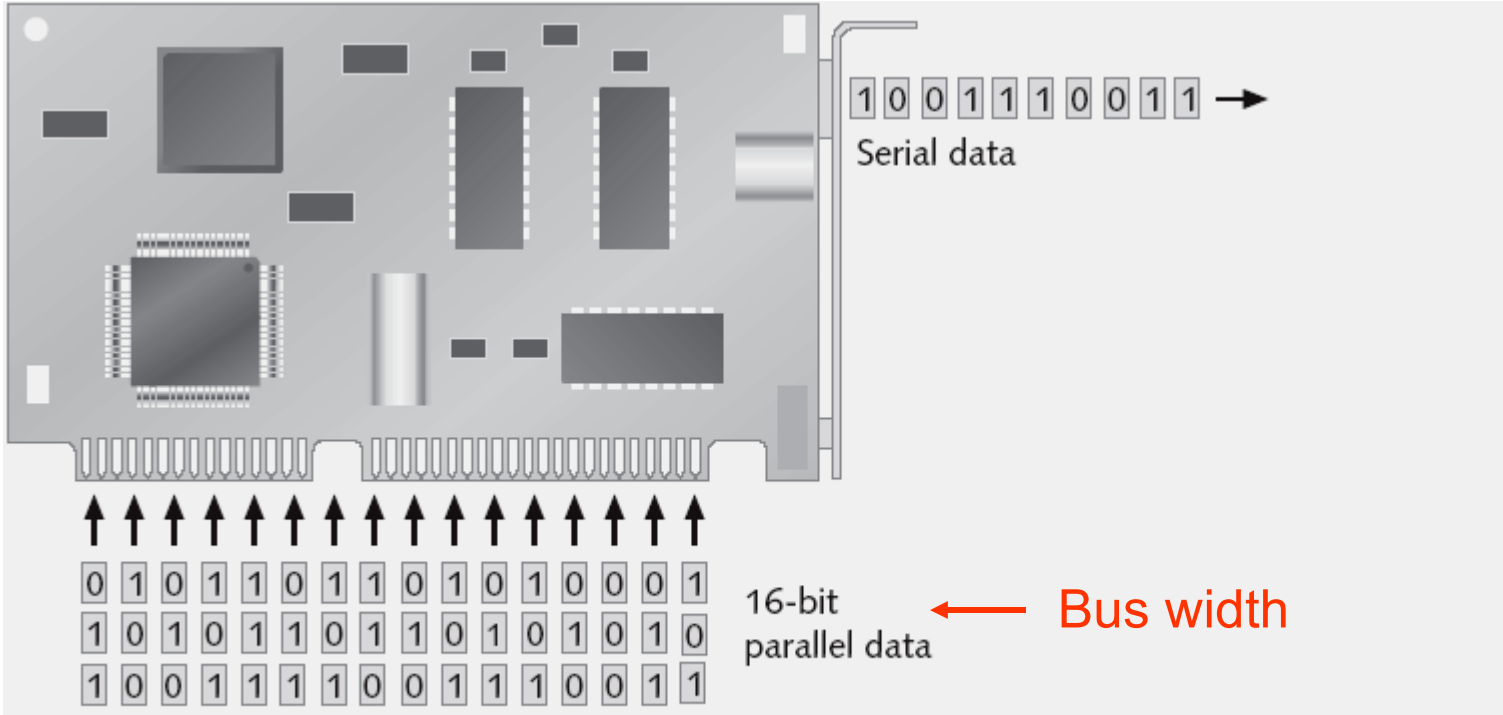 1 0 0 1 1 1 0 0 1 1
Serial data
0 1 0 1 1 0 1 1 0 1 0 1 0 0 0 1
1 0 1 0 1 1 0 1 1 0 1 0 1 0 1 0
1 0 0 1 1 1 1 0 0 1 1 1 0 0 1 1
16-bit
parallel data
Bus width